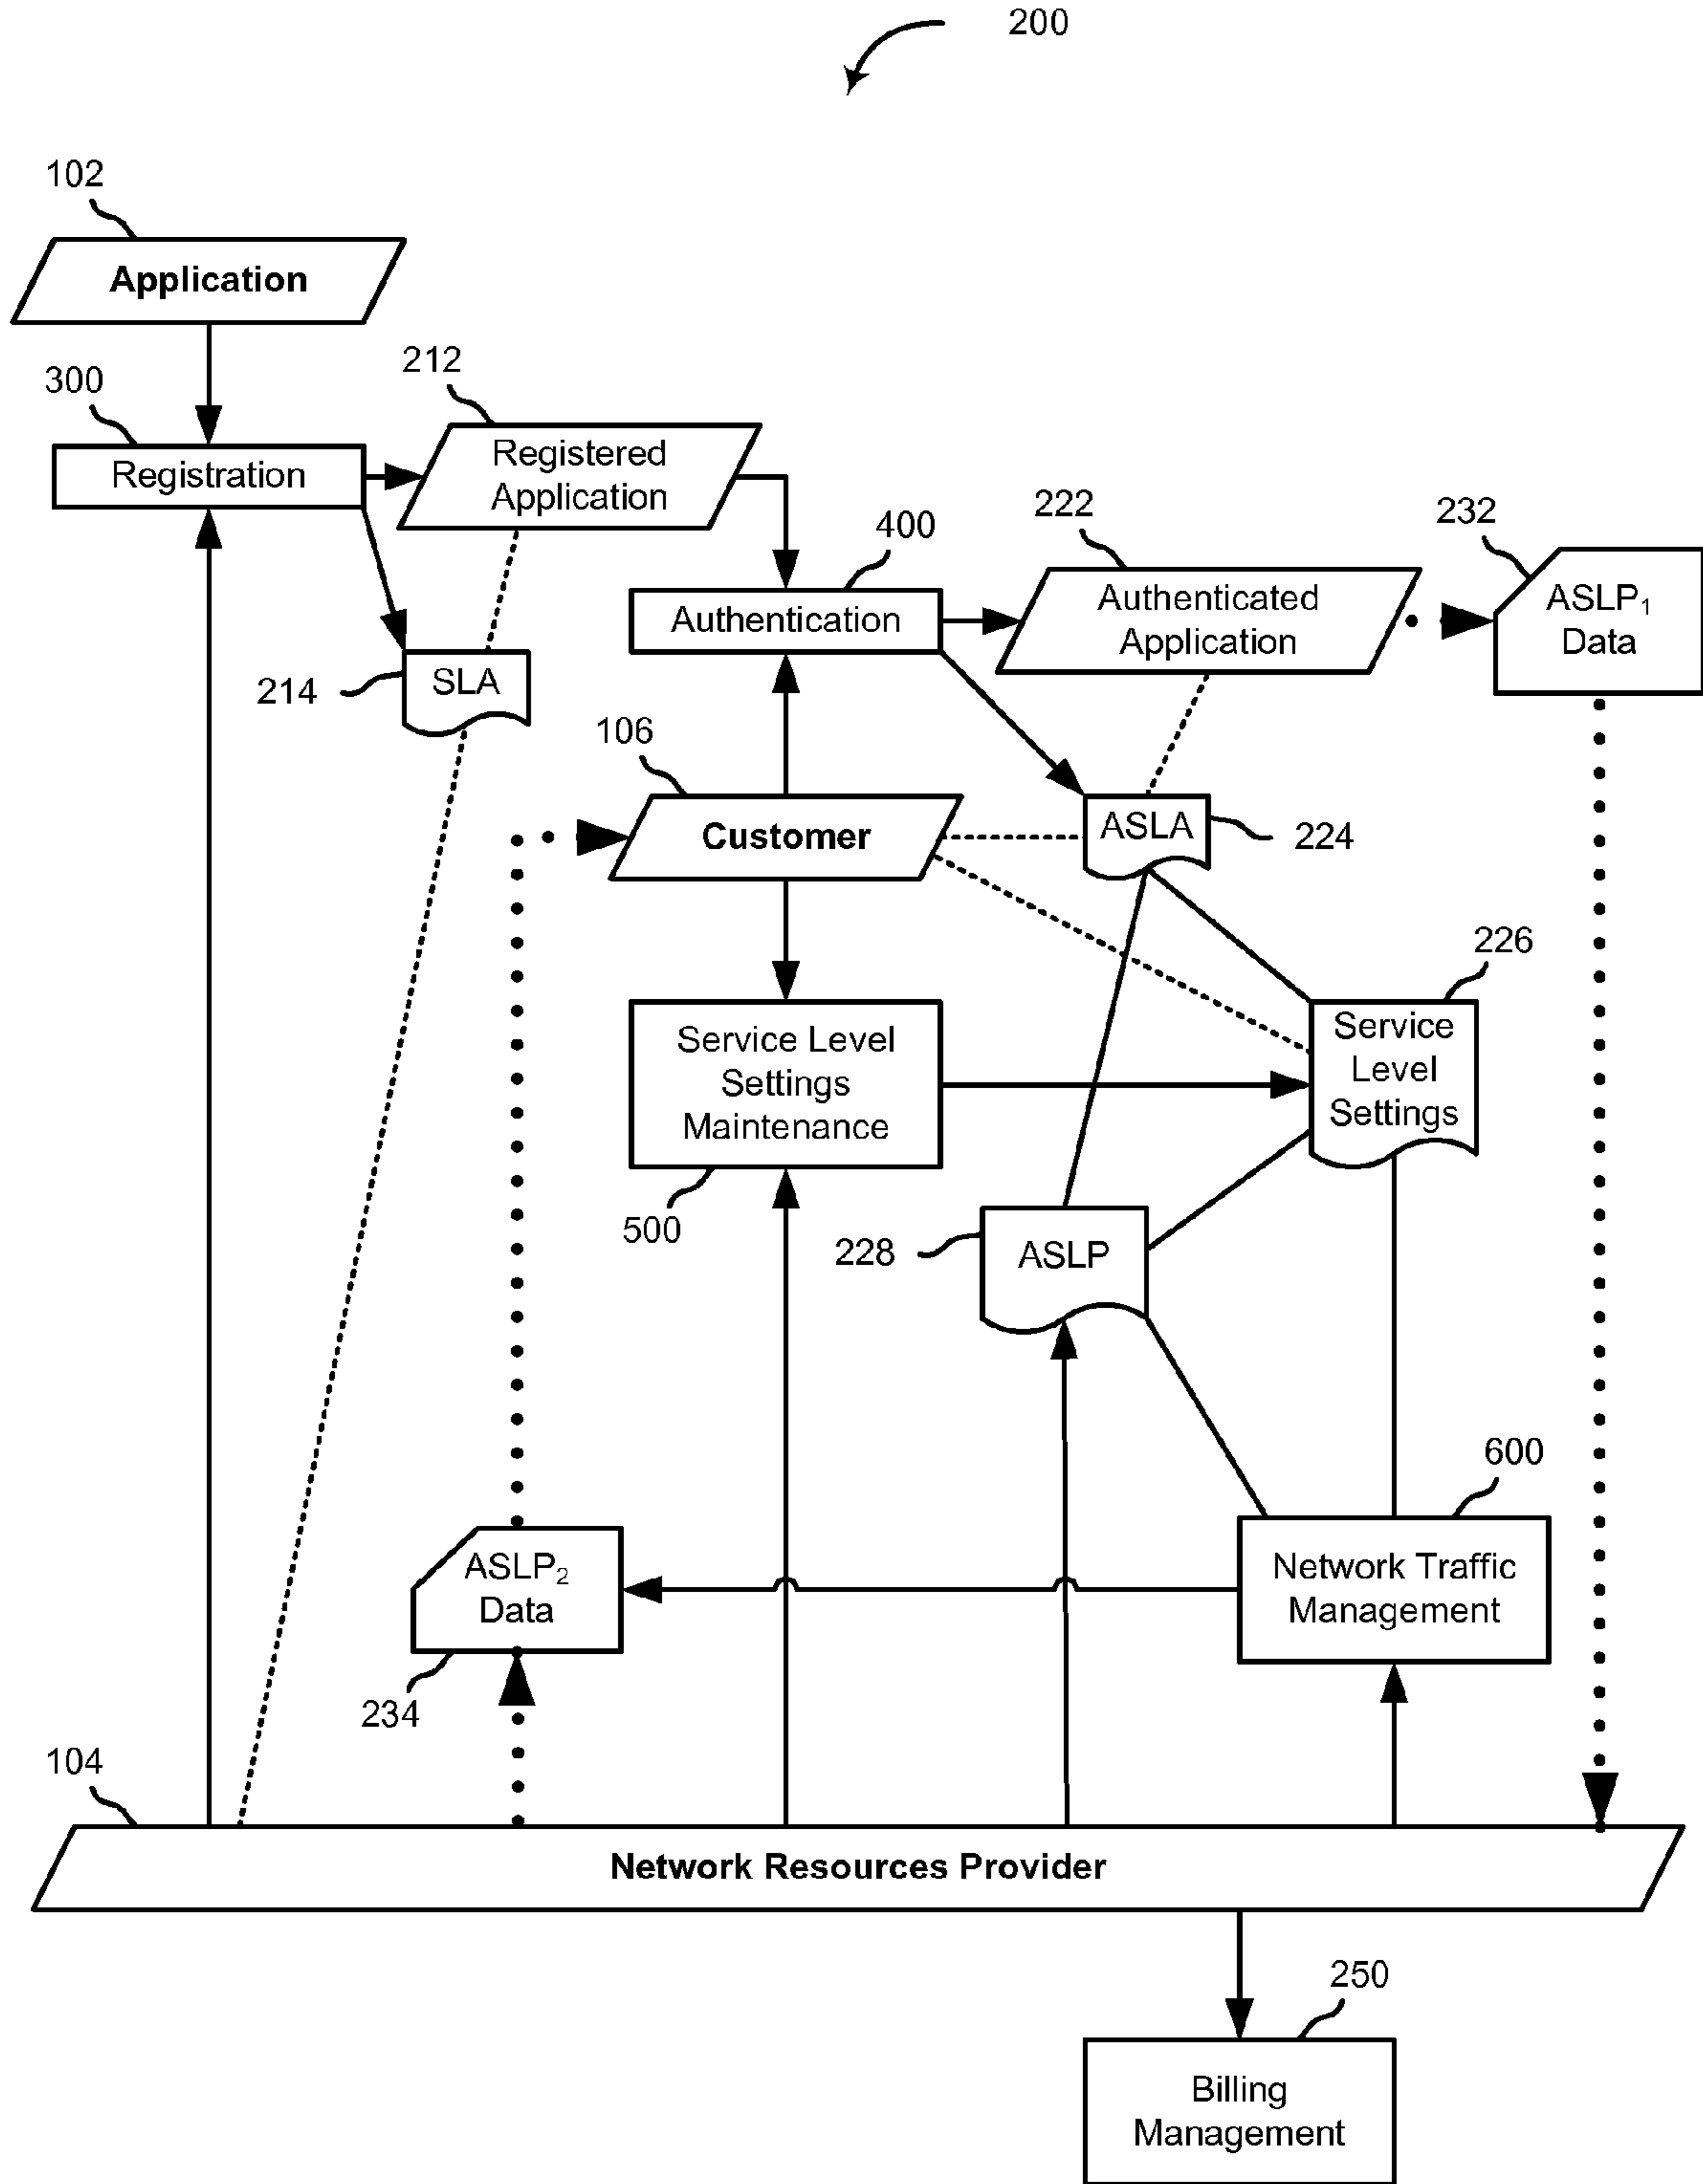 200
102
Application
300
212
Registration
Registered
Application
400
222
232
Authentication
Authenticated
Application
ASLP₁
Data
214
SLA
106
Customer
ASLA
224
226
Service Level
Settings
Maintenance
Service
Level
Settings
500
228
ASLP
600
ASLP₂
Data
Network Traffic
Management
234
104
Network Resources Provider
250
Billing
Management